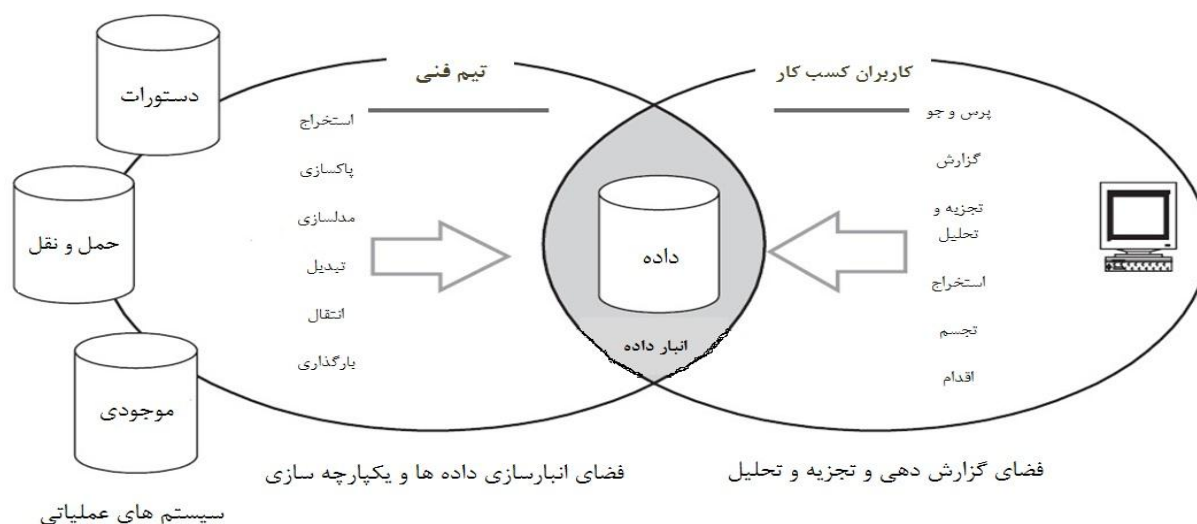 کاربران کسب کار
پرس و جو
گزارش
تجزیه و
تحلیل
استخراج
تجسم
اقدام
فضای گزارش دهی و تجزیه و تحلیل
داده
انبار داده
تیم فنی
استخراج
پاکسازی
مدلسازی
تبدیل
انتقال
بارگذاری
فضای انبارسازی داده ها و یکپارچه سازی
دستورات
حمل و نقل
موجودی
سیستم های عملیاتی